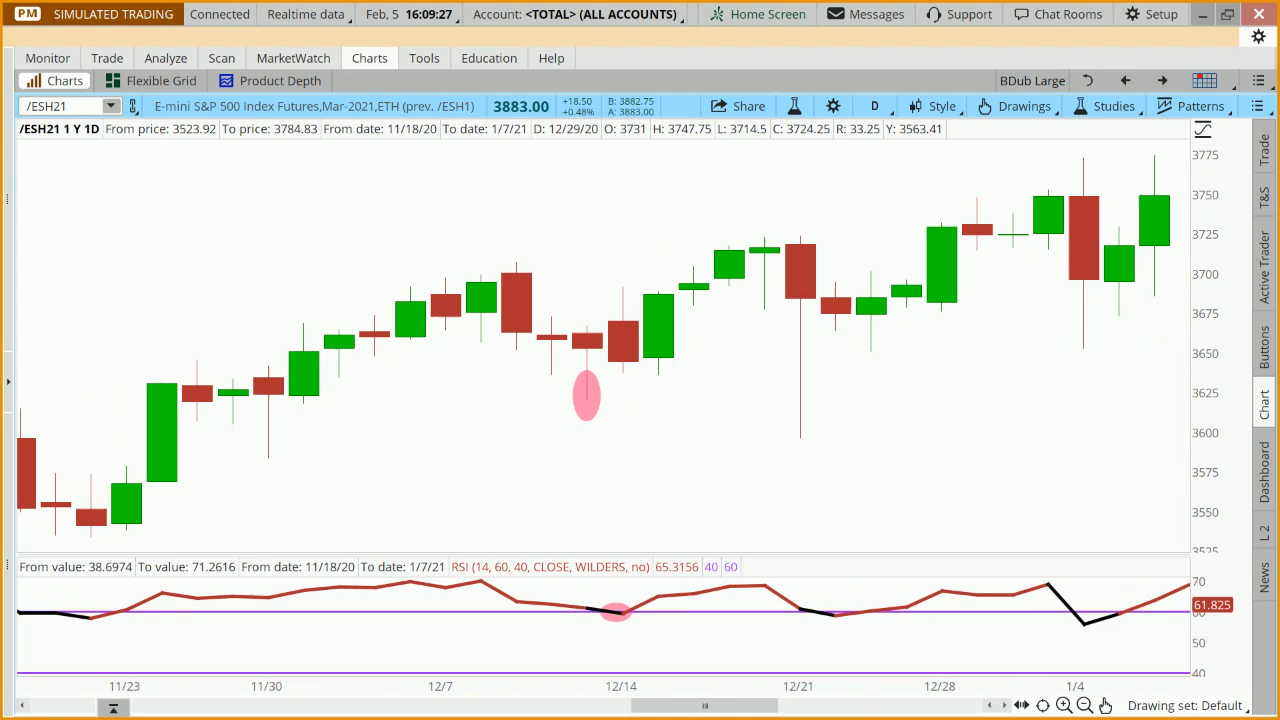 PM SIMULATED TRADING Connected Realtime data Feb, 5 16:09:27 Account: <TOTAL> (ALL ACCOUNTS) Home Screen Messages Support Chat Rooms Setup
Monitor Trade Analyze Scan MarketWatch Charts Tools Education Help
Charts Flexible Grid Product Depth BDub Large
/ESH21 E-mini S&P 500 Index Futures,Mar-2021,ETH (prev. /ESH1) 3883.00 +18.50 B: 3882.75 Share D Style Drawings Studies Patterns
+0.48% A: 3883.00
/ESH21 1 Y 1D From price: 3523.92 To price: 3784.83 From date: 11/18/20 To date: 1/7/21 D: 12/29/20 O: 3731 H: 3747.75 L: 3714.5 C: 3724.25 R: 33.25 Y: 3563.41
3775
3750
3725
3700
3675
3650
3625
3600
3575
3550
3525
From value: 38.6974 To value: 71.2616 From date: 11/18/20 To date: 1/7/21 RSI (14, 60, 40, CLOSE, WILDERS, no) 65.3156 40 60
70
61.825
50
40
11/23 11/30 12/7 12/14 12/21 12/28 1/4
Drawing set: Default
Trade
T&S
Active Trader
Buttons
Chart
Dashboard
L 2
News